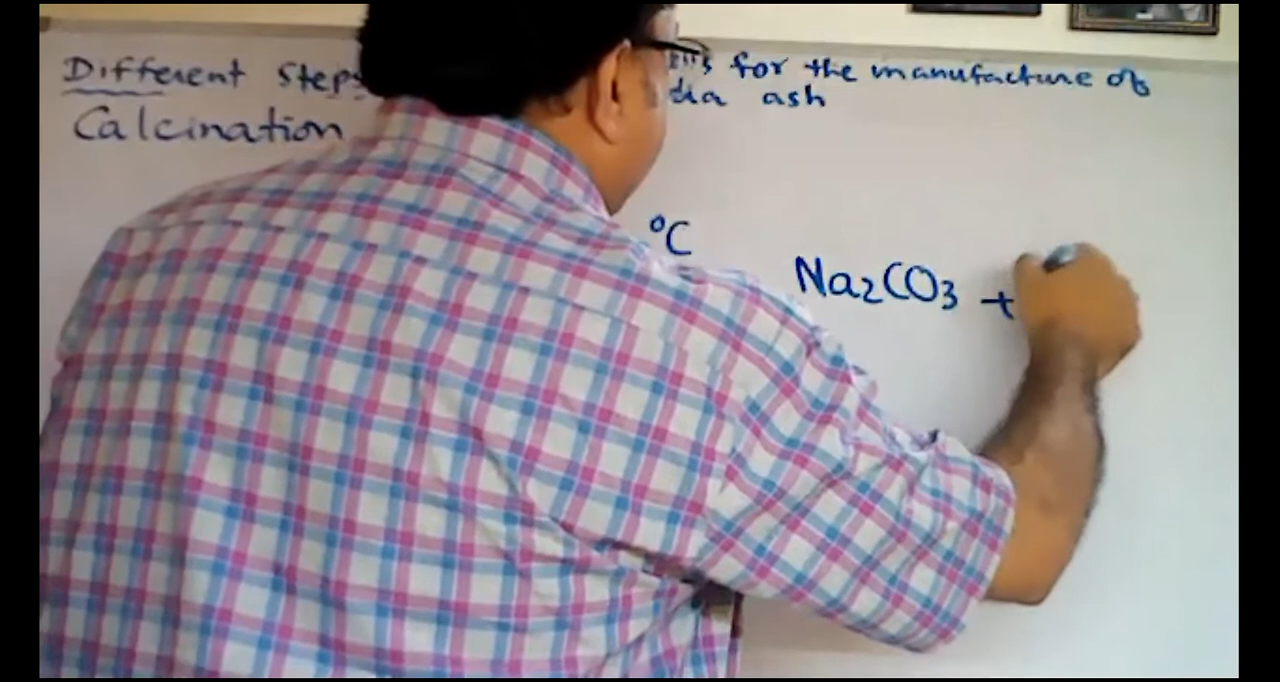 Different Steps for the manufacture of
ash
Calcination
°C
Na₂CO₃ +